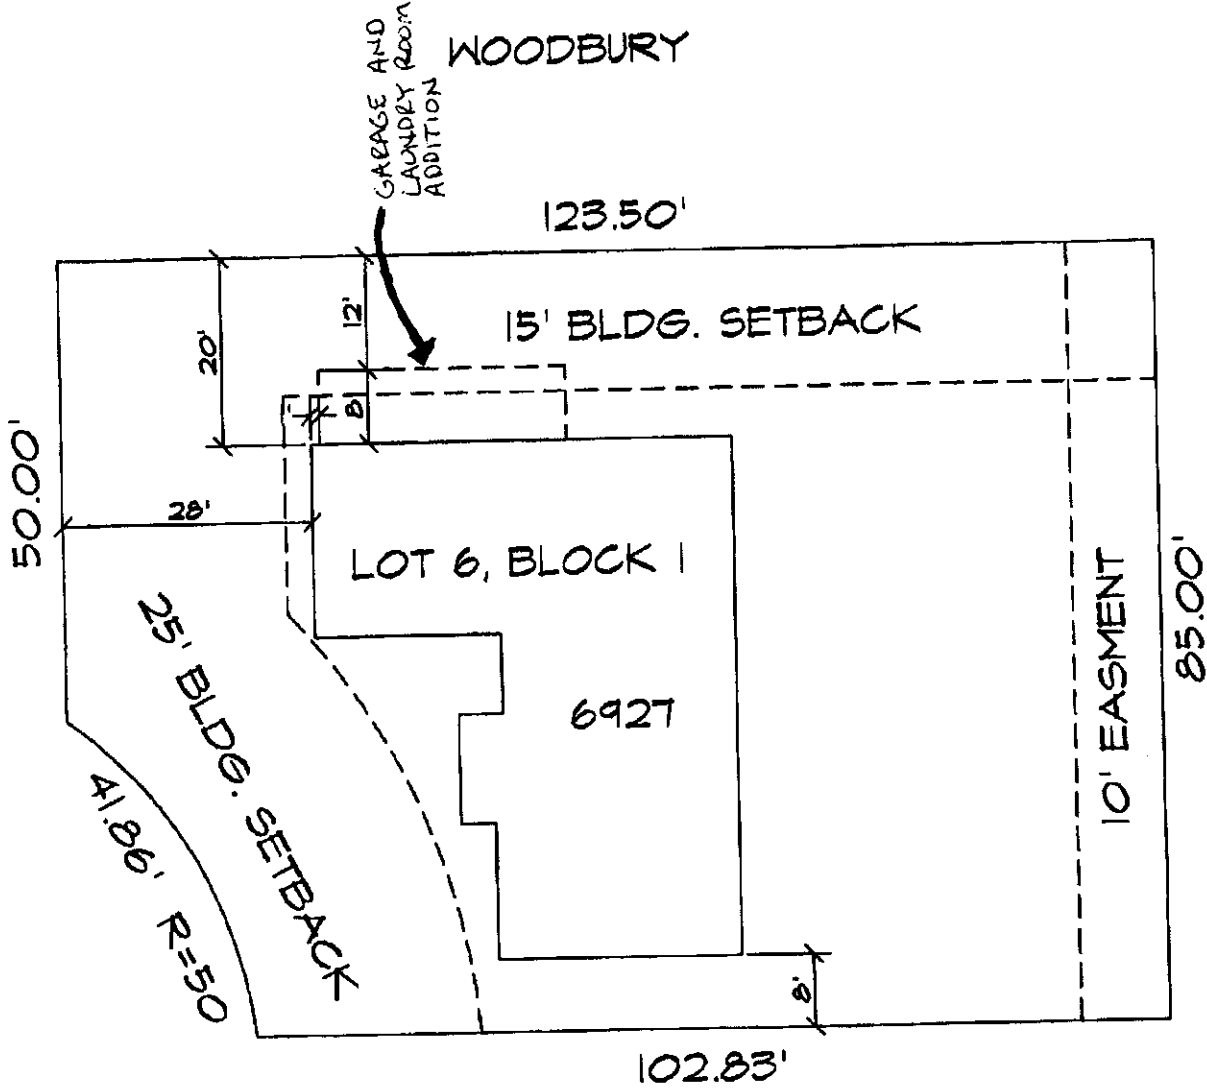 WOODBURY
GARAGE AND
LAUNDRY ROOM
ADDITION
123.50'
15' BLDG. SETBACK
12'
20'
8'
1'
50.00'
28'
LOT 6, BLOCK 1
25' BLDG. SETBACK
6927
10' EASMENT
85.00'
41.86' R=50
8'
102.83'